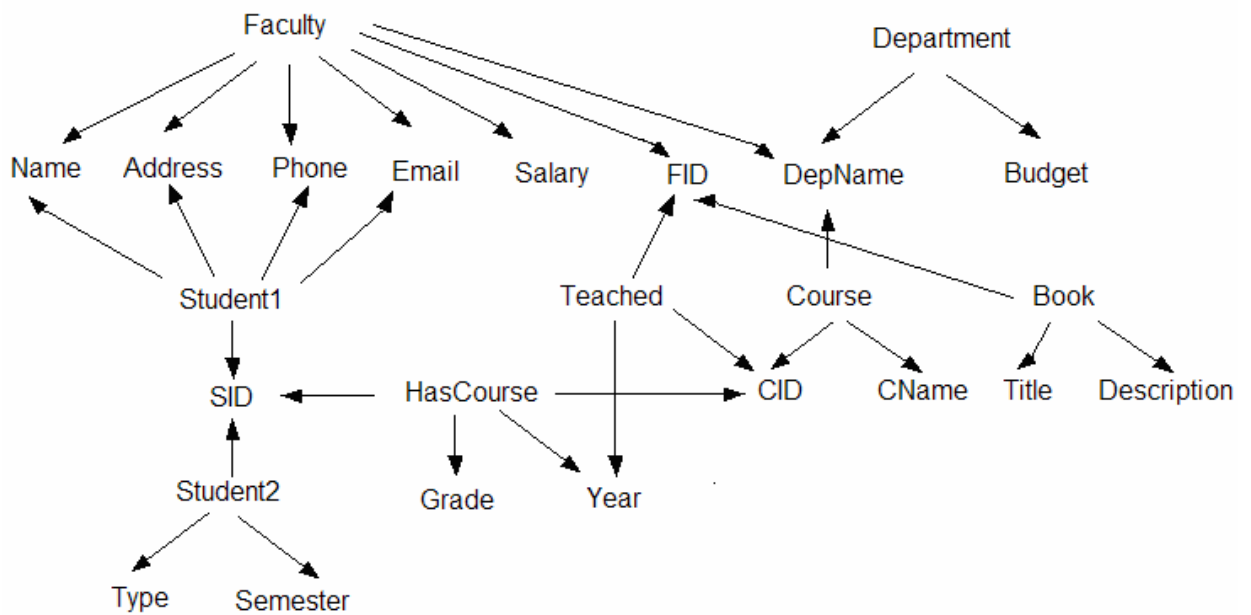 Faculty
Department
Name
Address
Phone
Email
Salary
FID
DepName
Budget
Student1
Teached
Course
Book
SID
HasCourse
CID
CName
Title
Description
Student2
Grade
Year
Type
Semester